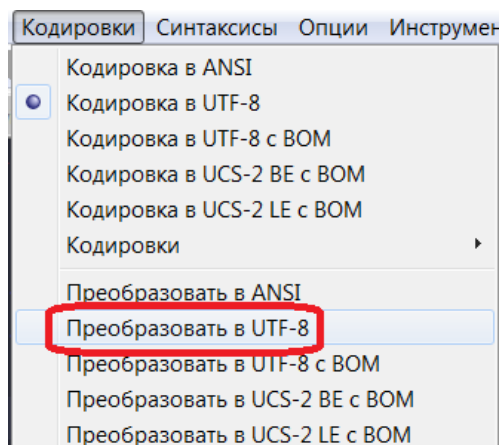 Кодировки Синтаксисы Опции
Кодировка в ANSI
Кодировка в UTF-8
Кодировка в UTF-8 с BOM
Кодировка в UCS-2 BE с BOM
Кодировка в UCS-2 LE с BOM
Кодировки
Преобразовать в ANSI
Преобразовать в UTF-8
Преобразовать в UTF-8 с BOM
Преобразовать в UCS-2 BE с BOM
Преобразовать в UCS-2 LE с BOM